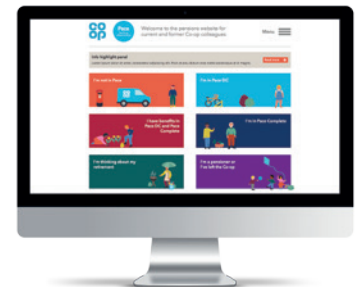 CO
OP
Pace
Welcome to the pensions website for
current and former Co-op colleagues
Menu
Info highlight panel
I'm not in Pace
I'm in Pace DC
I have benefits in
Pace DC and Pace
Complete
I'm in Pace Complete
I'm thinking about my
retirement
I'm a pensioner or
I've left the Co-op